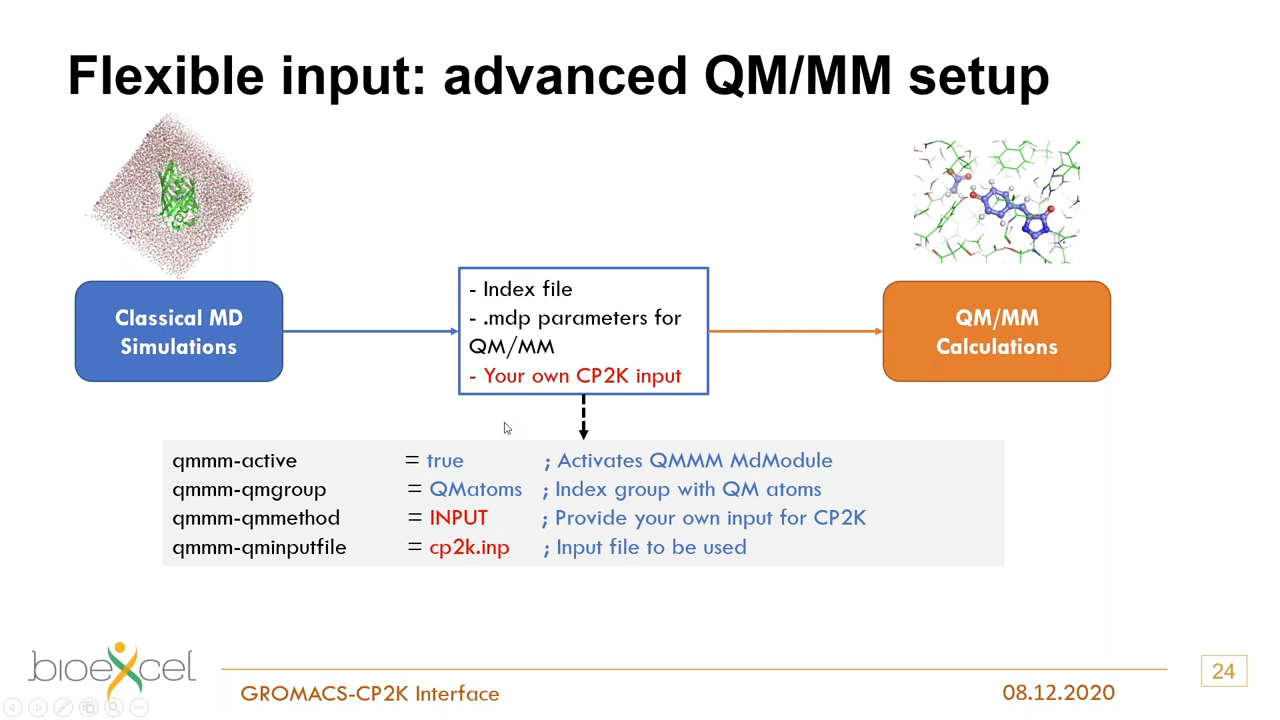 Flexible input: advanced QM/MM setup
Classical MD
Simulations
- Index file
- .mdp parameters for
QM/MM
- Your own CP2K input
QM/MM
Calculations
qmmm-active = true ; Activates QMMM MdModule
qmmm-qmgroup = QMatoms ; Index group with QM atoms
qmmm-qmmethod = INPUT ; Provide your own input for CP2K
qmmm-qminputfile = cp2k.inp ; Input file to be used
bioexcel
GROMACS-CP2K Interface
08.12.2020
24